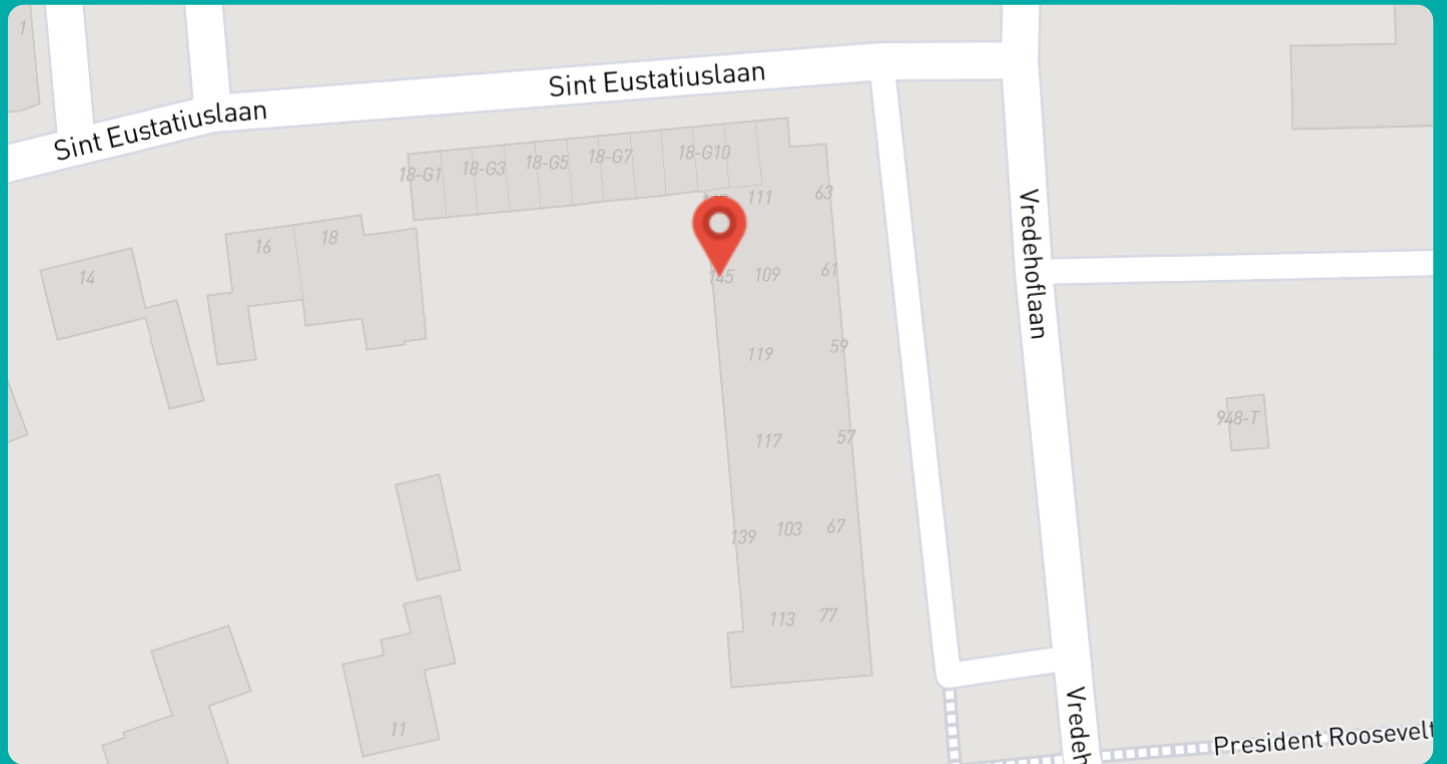 1
Sint Eustatiuslaan
Sint Eustatiuslaan
18-G1
18-G3
18-G5
18-G7
18-G10
111
63
Vredehoflaan
16
18
14
145
109
61
119
59
948-T
117
57
139
103
67
113
77
11
Vredeh
President Roosevelt